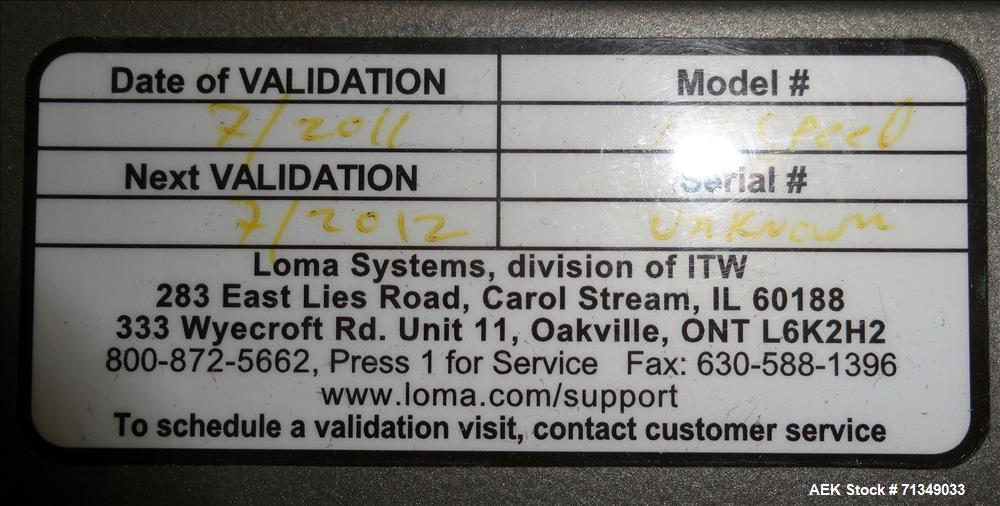 Date of VALIDATION Model #
7/2011
Next VALIDATION Serial #
7/2012 Unknown
Loma Systems, division of ITW
283 East Lies Road, Carol Stream, IL 60188
333 Wyecroft Rd. Unit 11, Oakville, ONT L6K2H2
800-872-5662, Press 1 for Service Fax: 630-588-1396
www.loma.com/support
To schedule a validation visit, contact customer service
AEK Stock # 71349033